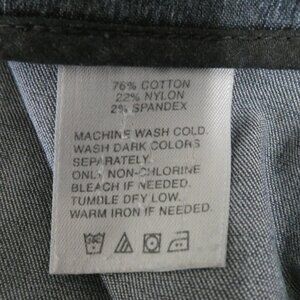 76% COTTON
22% NYLON
2% SPANDEX
MACHINE WASH COLD.
WASH DARK COLORS
SEPARATELY.
ONLY NON-CHLORINE
BLEACH IF NEEDED.
TUMBLE DRY LOW.
WARM IRON IF NEEDED.